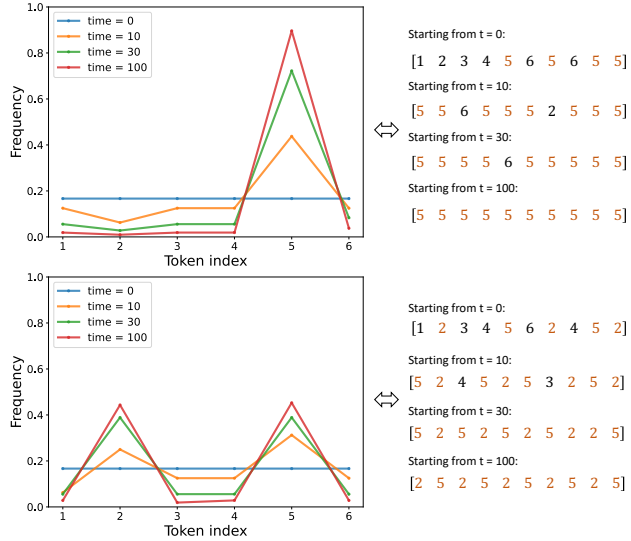 1.0
0.8
0.6
0.4
0.2
0.0
Frequency
time = 0
time = 10
time = 30
time = 100
1 2 3 4 5 6
Token index
⇔
Starting from t = 0:
[1 2 3 4 5 6 5 6 5 5]
Starting from t = 10:
[5 5 6 5 5 5 2 5 5 5]
Starting from t = 30:
[5 5 5 5 6 5 5 5 5 5]
Starting from t = 100:
[5 5 5 5 5 5 5 5 5 5]
1.0
0.8
0.6
0.4
0.2
0.0
Frequency
time = 0
time = 10
time = 30
time = 100
1 2 3 4 5 6
Token index
⇔
Starting from t = 0:
[1 2 3 4 5 6 2 4 5 2]
Starting from t = 10:
[5 2 4 5 2 5 3 2 5 2]
Starting from t = 30:
[5 2 5 2 5 2 5 2 2 5]
Starting from t = 100:
[2 5 2 5 2 5 2 5 2 5]